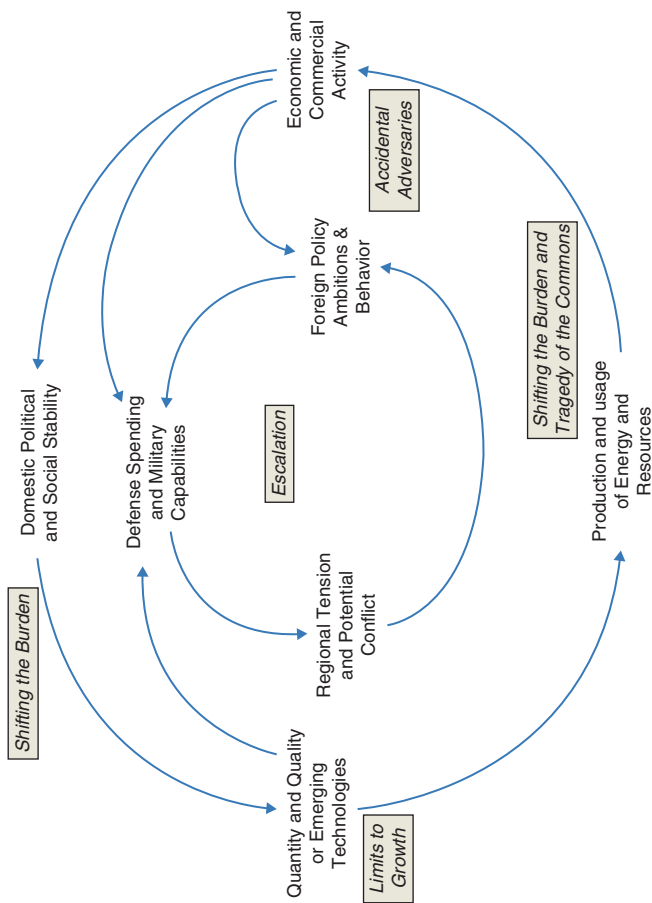 Shifting the Burden
Domestic Political
and Social Stability
Defense Spending
and Military
Capabilities
Economic and
Commercial
Activity
Quantity and Quality
or Emerging
Technologies
Limits to
Growth
Regional Tension
and Potential
Conflict
Escalation
Foreign Policy
Ambitions &
Behavior
Accidental
Adversaries
Shifting the Burden and
Tragedy of the Commons
Production and usage
of Energy and
Resources